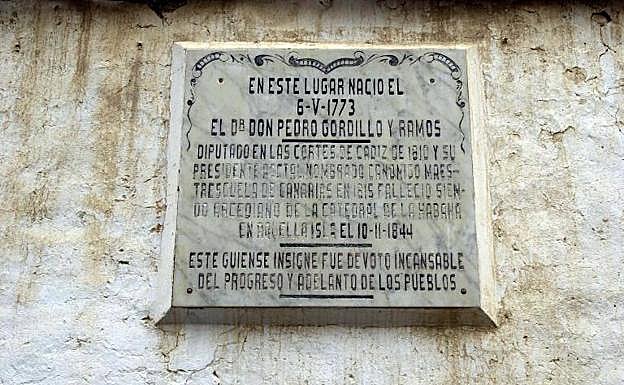 EN ESTE LUGAR NACIO EL
6-V-1773
EL DR DON PEDRO GORDILLO Y RAMOS
DIPUTADO EN LAS CORTES DE CADIZ DE 1810 Y SU
PRESIDENTE NOMBRADO CANONIGO MAES-
TRESCUELA DE CANARIAS EN 1815 FALLECIO SIEN-
DO ARCEDIANO DE LA CATEDRAL DE LA HABANA
EN AQUELLA ISLA EL 10-11-1844
ESTE GUIENSE INSIGNE FUE DEVOTO INCANSABLE
DEL PROGRESO Y ADELANTO DE LOS PUEBLOS